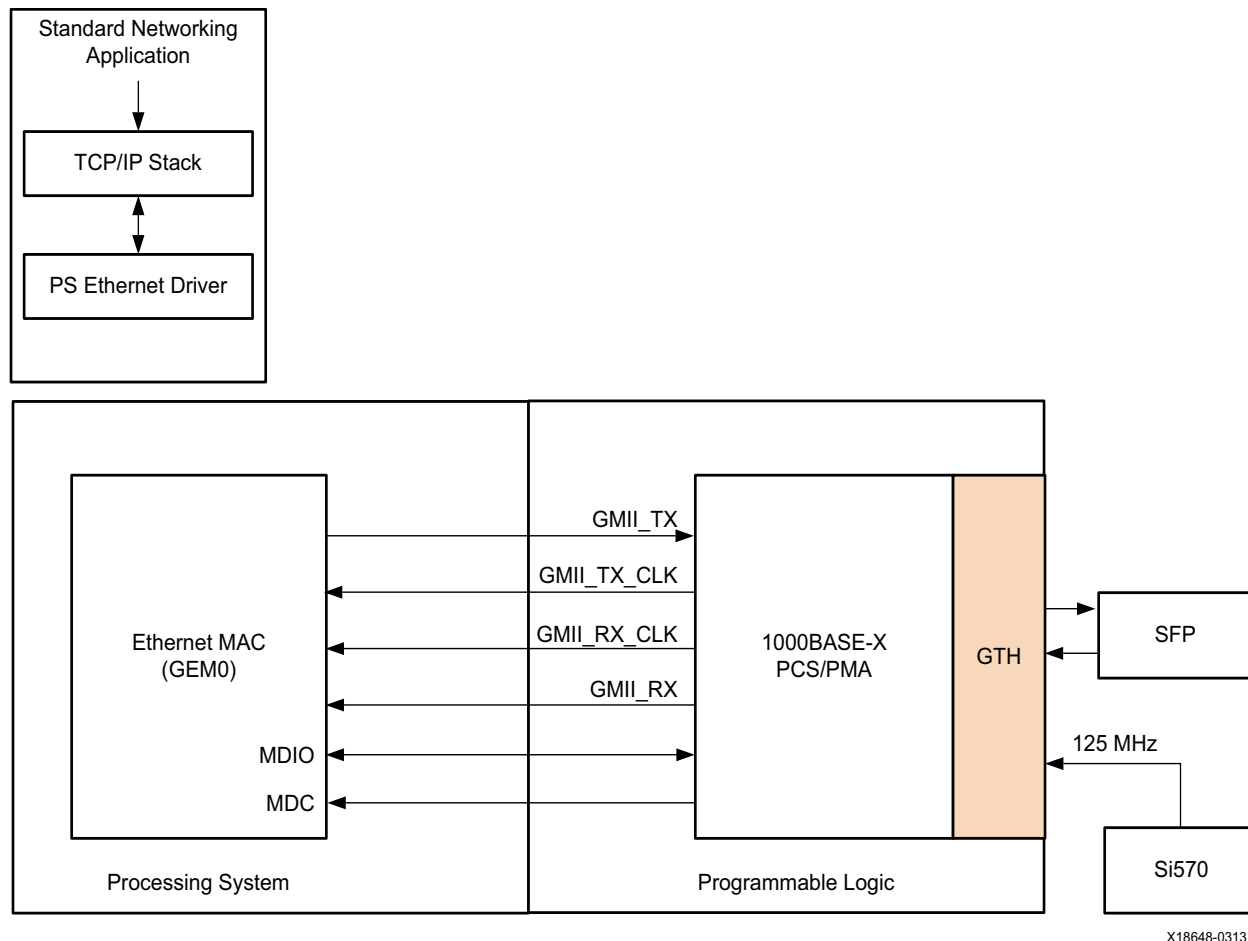 Standard Networking
Application
TCP/IP Stack
PS Ethernet Driver
GMII_TX
GMII_TX_CLK
GMII_RX_CLK
GMII_RX
MDIO
MDC
Ethernet MAC
(GEM0)
1000BASE-X
PCS/PMA
GTH
SFP
125 MHz
Si570
Processing System
Programmable Logic
X18648-0313